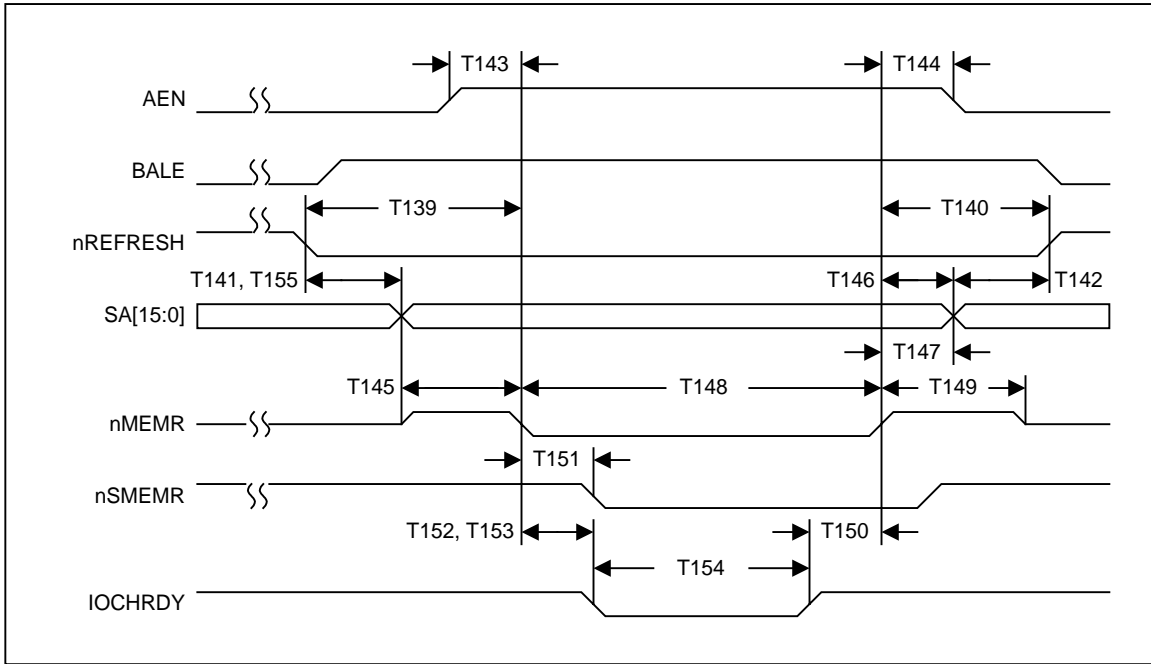 T143
T144
AEN
BALE
T139
T140
nREFRESH
T141, T155
T146
T142
SA[15:0]
T147
T145
T148
T149
nMEMR
T151
nSMEMR
T152, T153
T150
T154
IOCHRDY